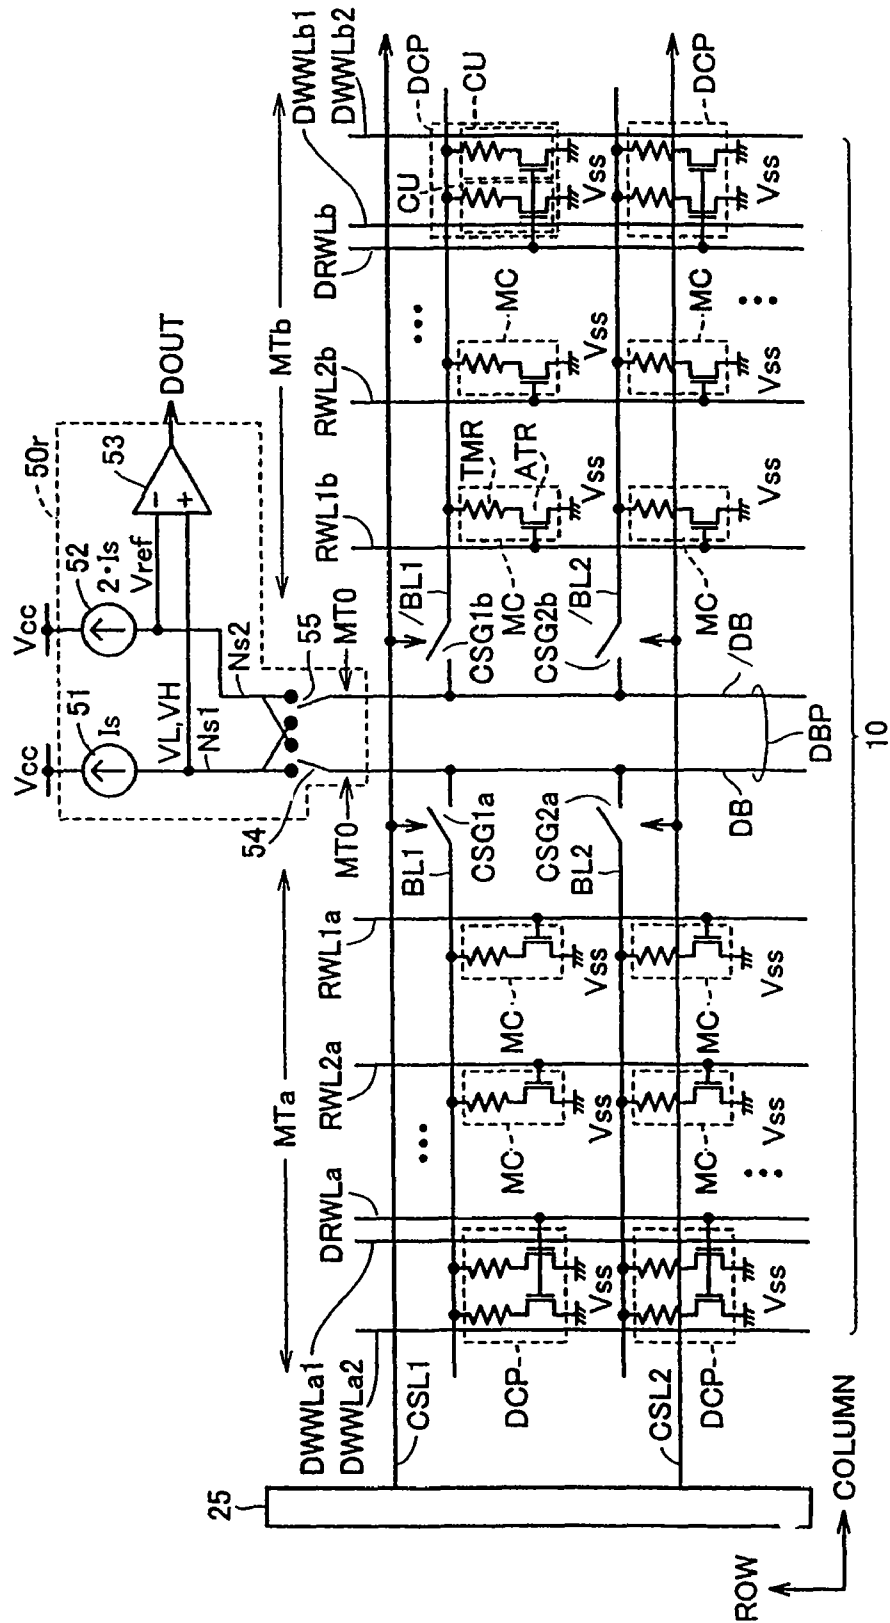 50r
Vcc
Vcc
51
52
Is
2·Is
Vref
53
DOUT
VL,VH
Ns1
Ns2
−
+
54
55
MT0
MT0
MTa
MTb
DWWLa1
DWWLa2
DRWLa
RWL2a
RWL1a
RWL1b
RWL2b
DRWLb
DWWLb1
DWWLb2
25
CSL1
BL1
/BL1
DCP
CU
CU
CSG1a
CSG1b
TMR
ATR
DCP
MC
MC
MC
MC
Vss
Vss
Vss
Vss
Vss
Vss
CSL2
BL2
/BL2
CSG2a
CSG2b
DCP
DCP
MC
MC
MC
MC
Vss
Vss
Vss
Vss
Vss
Vss
DB
/DB
DBP
10
ROW
COLUMN